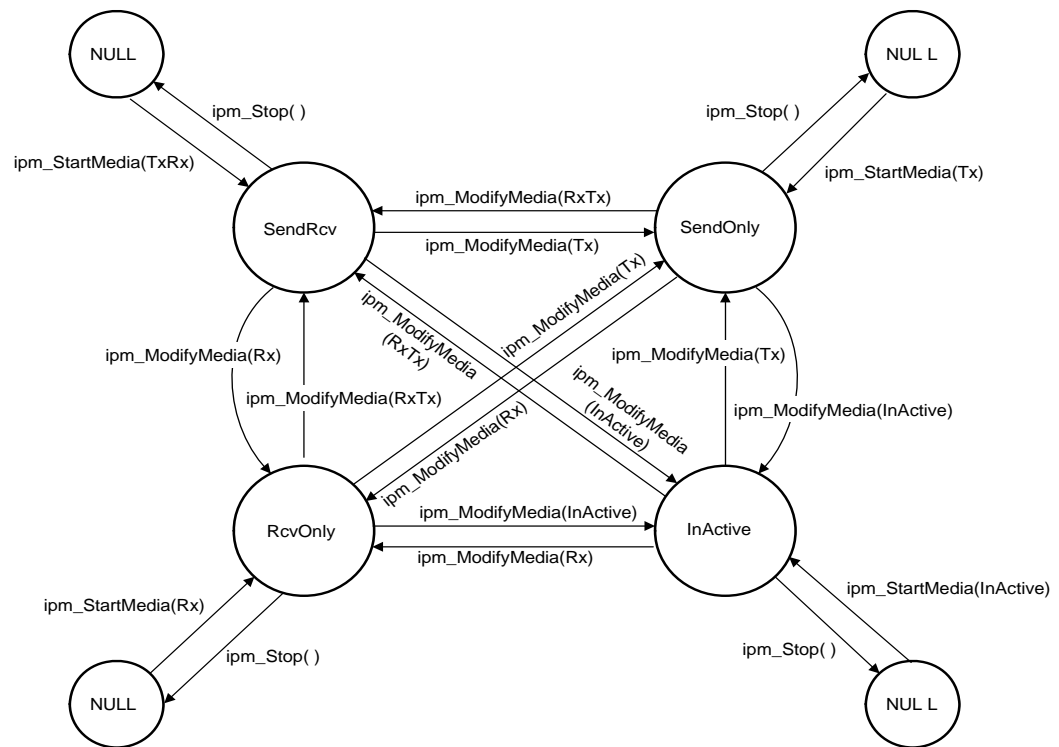 NULL
NUL L
ipm_Stop( )
ipm_Stop( )
ipm_StartMedia(TxRx)
ipm_StartMedia(Tx)
ipm_ModifyMedia(RxTx)
SendRcv
SendOnly
ipm_ModifyMedia(Tx)
ipm_ModifyMedia(Tx)
ipm_ModifyMedia
(RxTx)
ipm_ModifyMedia(Rx)
ipm_ModifyMedia(Tx)
ipm_ModifyMedia(RxTx)
ipm_ModifyMedia
(InActive)
ipm_ModifyMedia(InActive)
ipm_ModifyMedia(Rx)
ipm_ModifyMedia(InActive)
RcvOnly
InActive
ipm_ModifyMedia(Rx)
ipm_StartMedia(Rx)
ipm_StartMedia(InActive)
ipm_Stop( )
ipm_Stop( )
NULL
NUL L